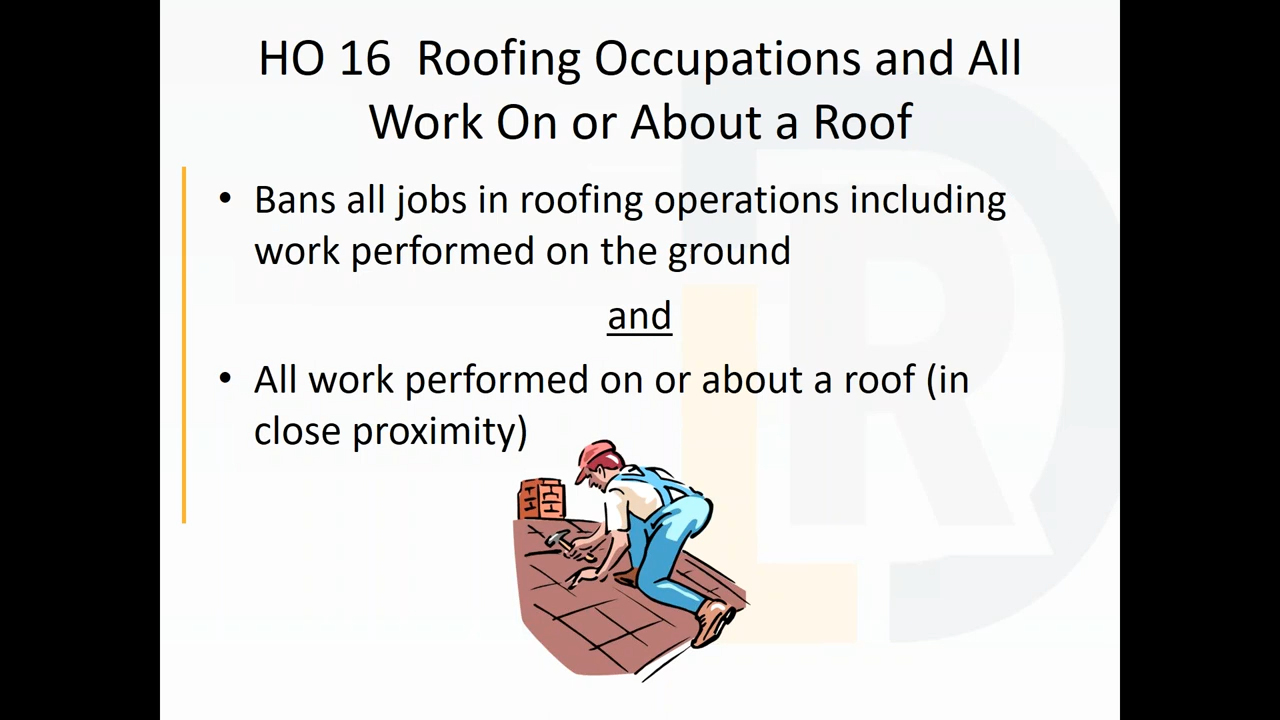 HO 16  Roofing Occupations and All
Work On or About a Roof
• Bans all jobs in roofing operations including
work performed on the ground
and
• All work performed on or about a roof (in
close proximity)
LDR